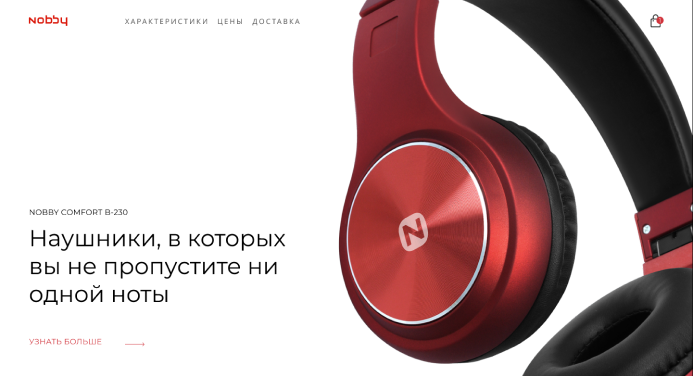 Nobby
ХАРАКТЕРИСТИКИ ЦЕНЫ ДОСТАВКА
NOBBY COMFORT B-230
Наушники, в которых
вы не пропустите ни
одной ноты
УЗНАТЬ БОЛЬШЕ
N